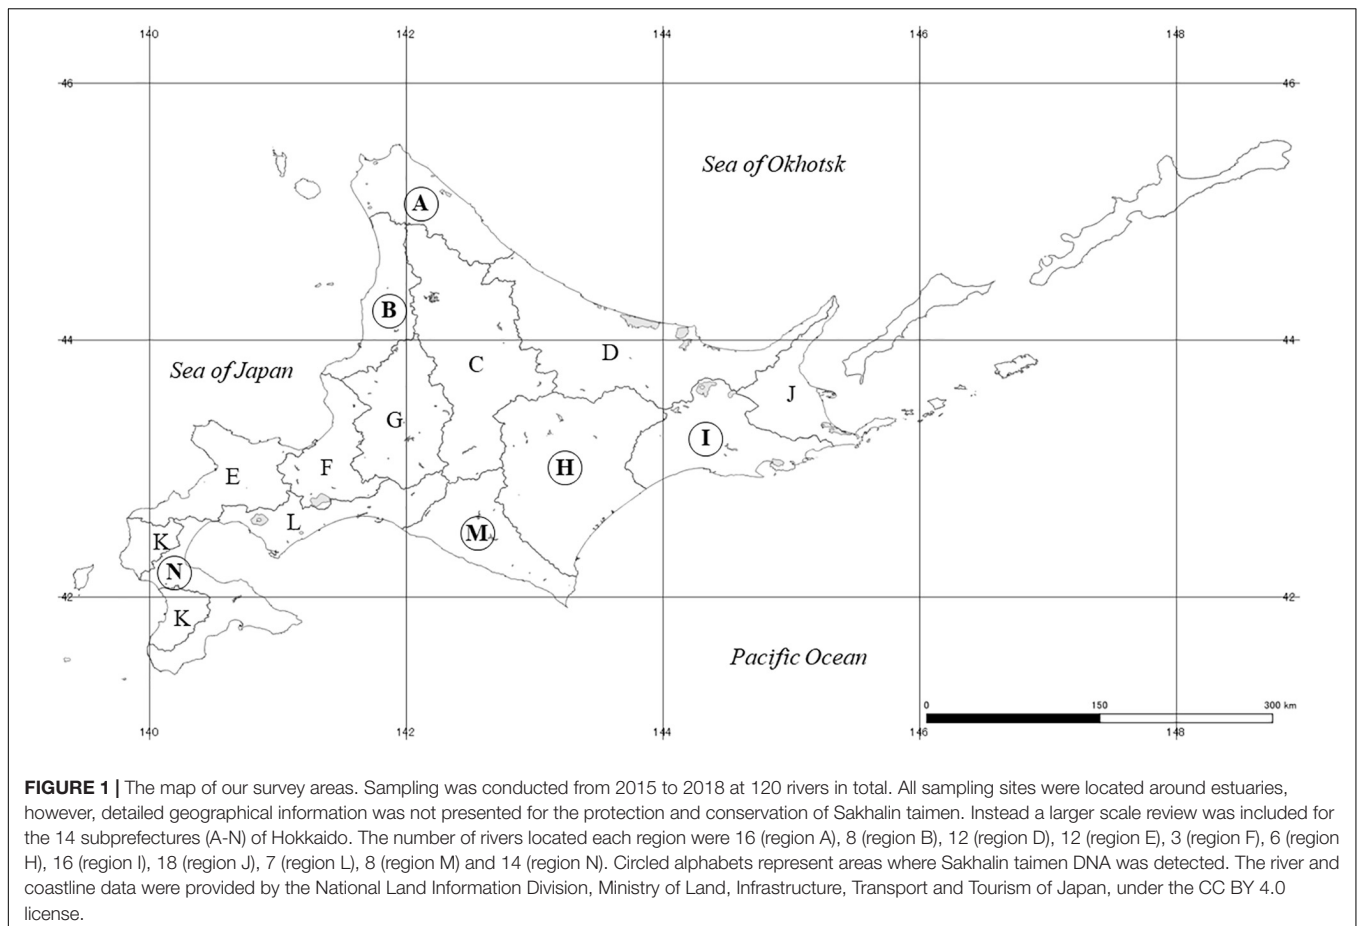 140 142 144 146 148
46 46
Sea of Okhotsk
A
B
44 44
D
C
Sea of Japan
J
G
I
H
F
E
L
M
K
N
42 42
K
Pacific Ocean
0 150 300 km
140 142 144 146 148
FIGURE 1 | The map of our survey areas. Sampling was conducted from 2015 to 2018 at 120 rivers in total. All sampling sites were located around estuaries,
however, detailed geographical information was not presented for the protection and conservation of Sakhalin taimen. Instead a larger scale review was included for
the 14 subprefectures (A-N) of Hokkaido. The number of rivers located each region were 16 (region A), 8 (region B), 12 (region D), 12 (region E), 3 (region F), 6 (region
H), 16 (region I), 18 (region J), 7 (region L), 8 (region M) and 14 (region N). Circled alphabets represent areas where Sakhalin taimen DNA was detected. The river and
coastline data were provided by the National Land Information Division, Ministry of Land, Infrastructure, Transport and Tourism of Japan, under the CC BY 4.0
license.